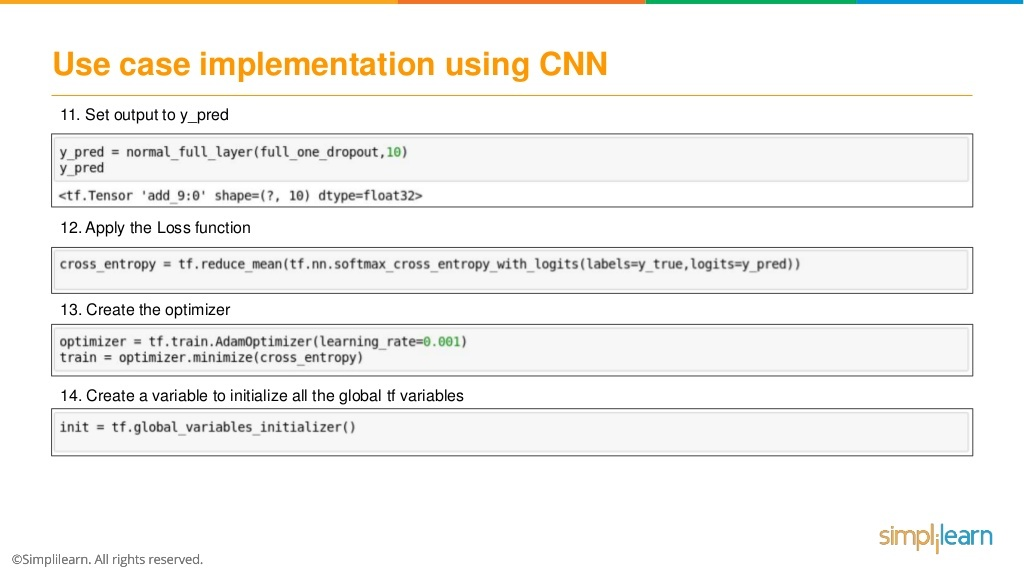 Use case implementation using CNN
11. Set output to y_pred
y_pred = normal_full_layer(full_one_dropout,10)
y_pred
<tf.Tensor 'add_9:0' shape=(?, 10) dtype=float32>
12. Apply the Loss function
cross_entropy = tf.reduce_mean(tf.nn.softmax_cross_entropy_with_logits(labels=y_true,logits=y_pred))
13. Create the optimizer
optimizer = tf.train.AdamOptimizer(learning_rate=0.001)
train = optimizer.minimize(cross_entropy)
14. Create a variable to initialize all the global tf variables
init = tf.global_variables_initializer()
simplilearn
©Simplilearn. All rights reserved.